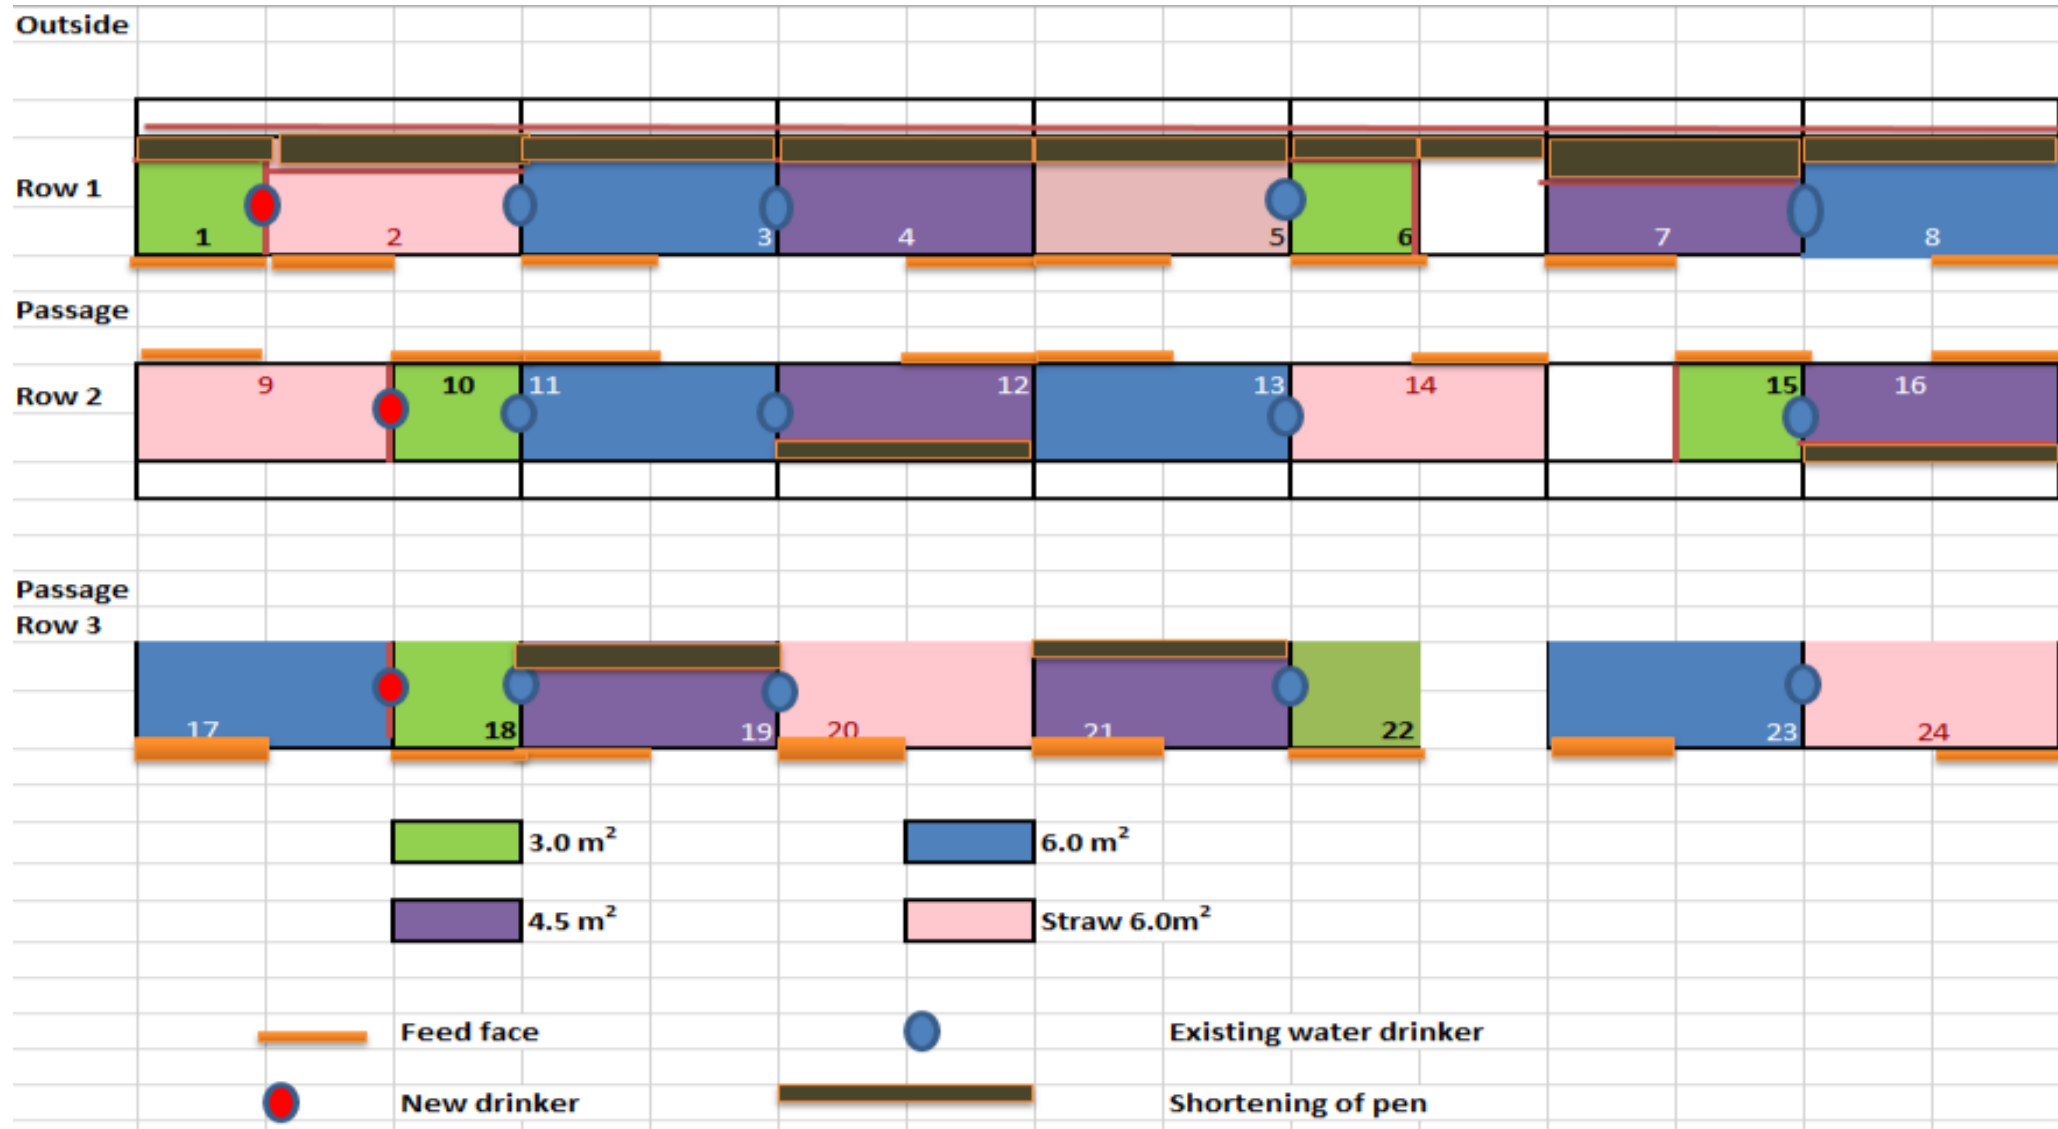 Outside
Row 1
1 2 3 4 5 6 7 8
Passage
Row 2
9 10 11 12 13 14 15 16
Passage
Row 3
17 18 19 20 21 22 23 24
3.0 m² 6.0 m²
4.5 m² Straw 6.0m²
Feed face Existing water drinker
New drinker Shortening of pen